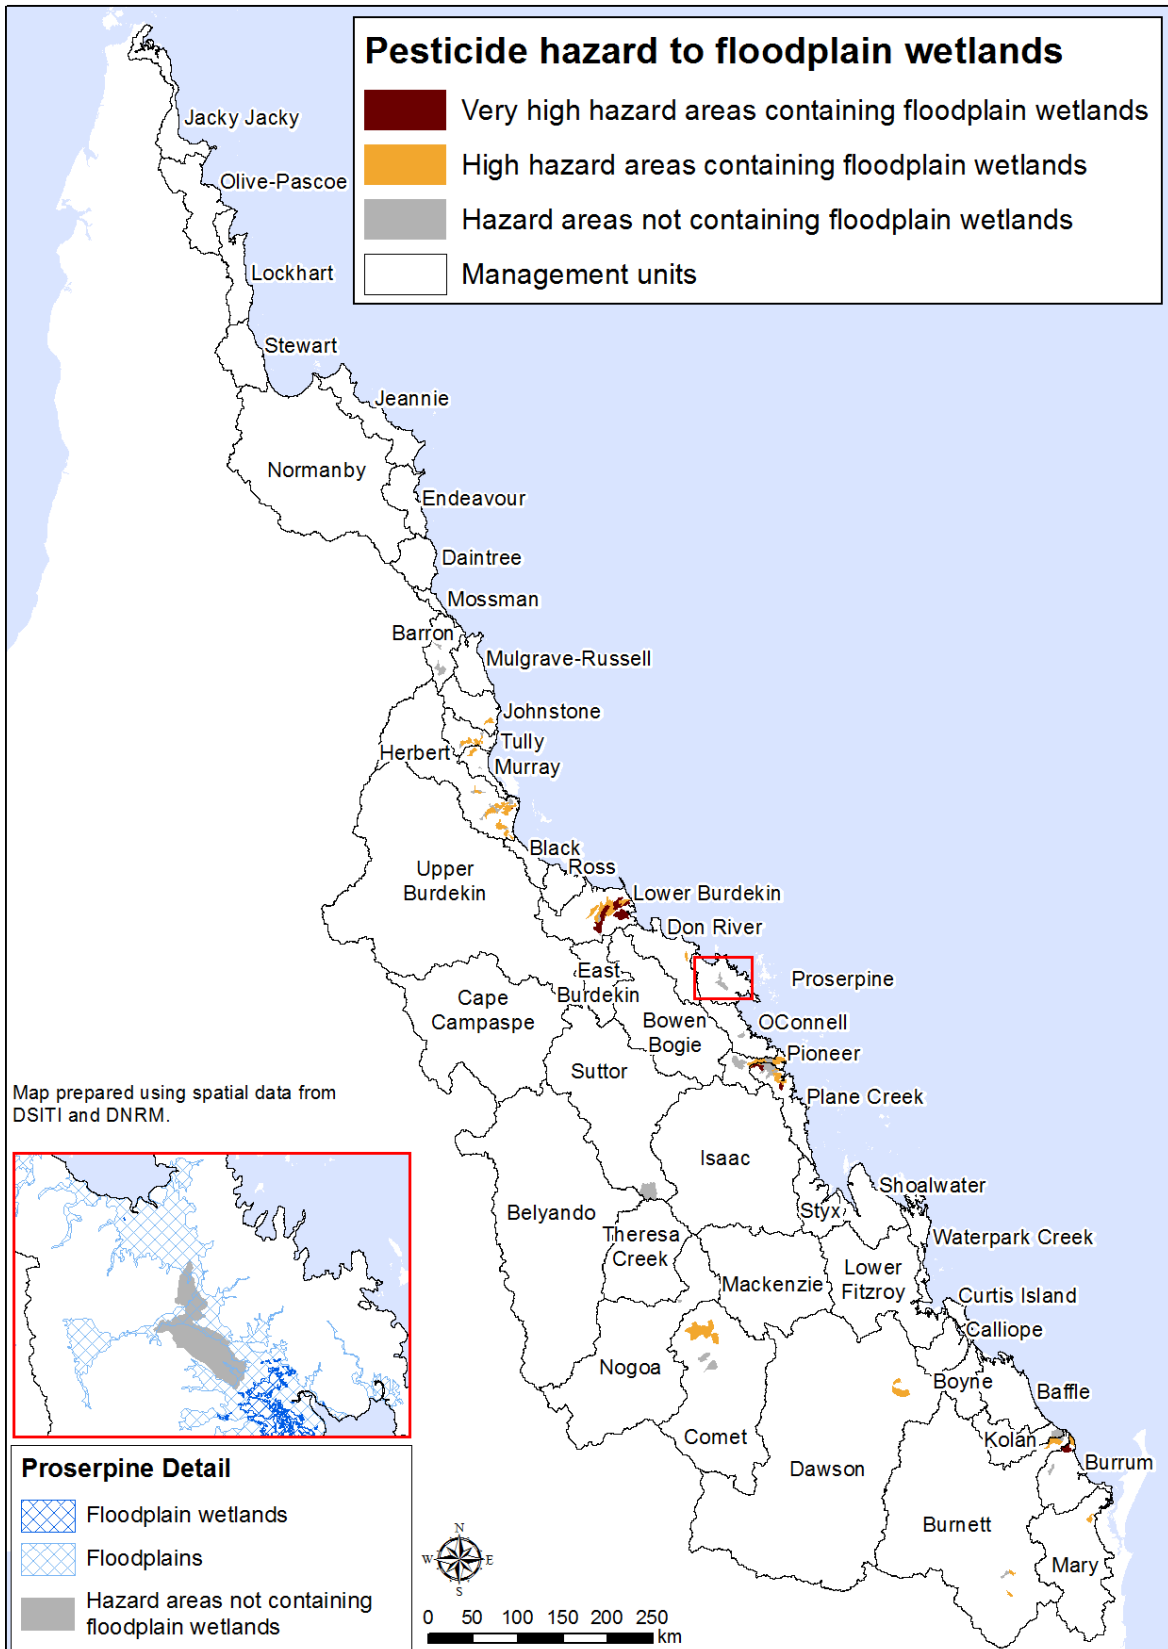 Pesticide hazard to floodplain wetlands
Very high hazard areas containing floodplain wetlands
High hazard areas containing floodplain wetlands
Hazard areas not containing floodplain wetlands
Management units
Jacky Jacky
Olive-Pascoe
Lockhart
Stewart
Jeannie
Normanby
Endeavour
Daintree
Mossman
Barron
Mulgrave-Russell
Johnstone
Tully
Herbert
Murray
Black
Ross
Upper
Burdekin
Lower Burdekin
Don River
East
Burdekin
Proserpine
Cape
Campaspe
Bowen
Bogie
OConnell
Pioneer
Suttor
Plane Creek
Map prepared using spatial data from
DSITI and DNRM.
Isaac
Belyando
Shoalwater
Styx
Theresa
Creek
Waterpark Creek
Mackenzie
Lower
Fitzroy
Curtis Island
Calliope
Nogoa
Boyne
Baffle
Comet
Kolan
Dawson
Burrum
Burnett
Mary
Proserpine Detail
Floodplain wetlands
Floodplains
Hazard areas not containing
floodplain wetlands
N
W E
S
0 50 100 150 200 250
km